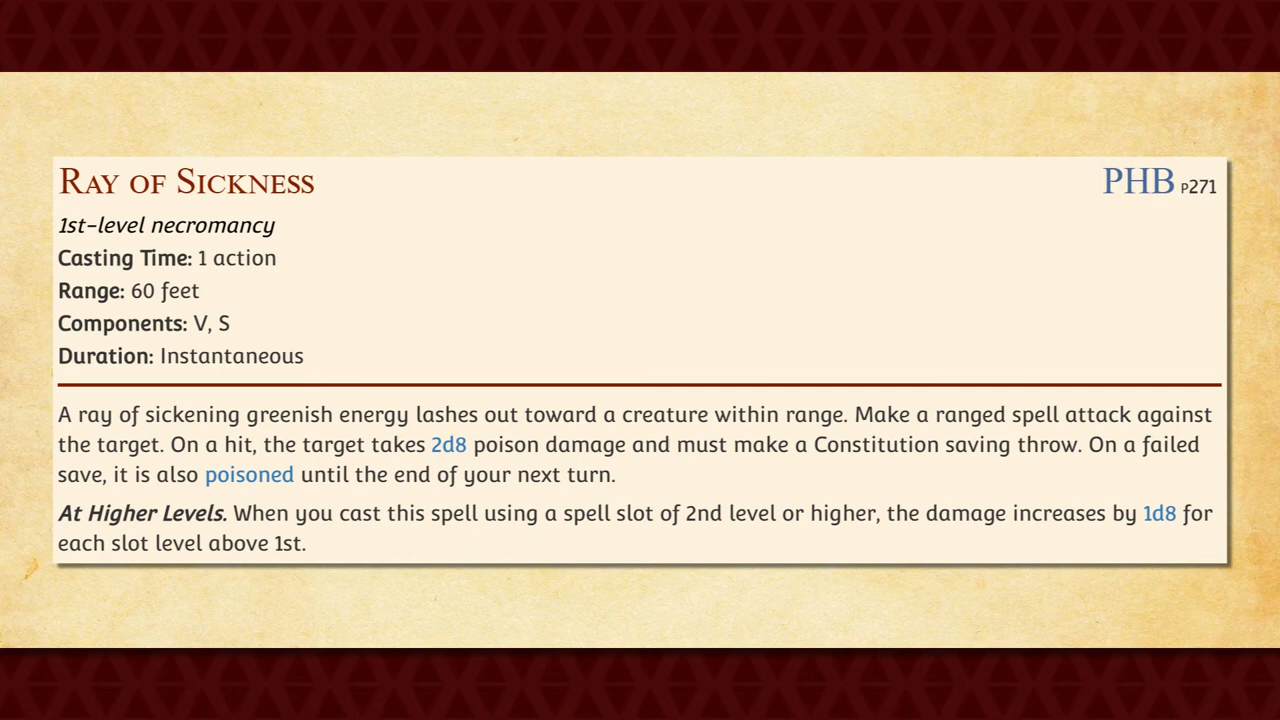 Ray of Sickness PHB P271
1st-level necromancy
Casting Time: 1 action
Range: 60 feet
Components: V, S
Duration: Instantaneous
A ray of sickening greenish energy lashes out toward a creature within range. Make a ranged spell attack against
the target. On a hit, the target takes 2d8 poison damage and must make a Constitution saving throw. On a failed
save, it is also poisoned until the end of your next turn.
At Higher Levels. When you cast this spell using a spell slot of 2nd level or higher, the damage increases by 1d8 for
each slot level above 1st.